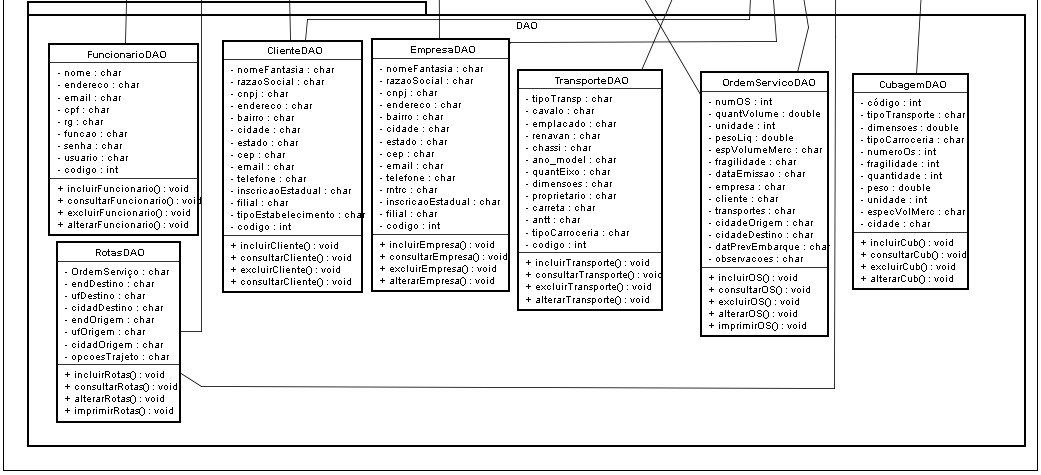 DAO
FuncionarioDAO
- nome : char
- endereco : char
- email : char
- cpf : char
- rg : char
- funcao : char
- senha : char
- usuario : char
- codigo : int
+ incluirFuncionario() : void
+ consultarFuncionario() : void
+ excluirFuncionario() : void
+ alterarFuncionario() : void
ClienteDAO
- nomeFantasia : char
- razaoSocial : char
- cnpj : char
- endereco : char
- bairro : char
- cidade : char
- estado : char
- cep : char
- email : char
- telefone : char
- inscricaoEstadual : char
- filial : char
- tipoEstabelecimento : char
- codigo : int
+ incluirCliente() : void
+ consultarCliente() : void
+ excluirCliente() : void
+ consultarCliente() : void
EmpresaDAO
- nomeFantasia : char
- razaoSocial : char
- cnpj : char
- endereco : char
- bairro : char
- cidade : char
- estado : char
- cep : char
- email : char
- telefone : char
- rntrc : char
- inscricaoEstadual : char
- filial : char
- codigo : int
+ incluirEmpresa() : void
+ consultarEmpresa() : void
+ excluirEmpresa() : void
+ alterarEmpresa() : void
TransporteDAO
- tipoTransp : char
- cavalo : char
- emplacado : char
- renavan : char
- chassi : char
- ano_model : char
- quantEixo : char
- dimensoes : char
- proprietario : char
- carreta : char
- antt : char
- tipoCarroceria : char
- codigo : int
+ incluirTransporte() : void
+ consultarTransporte() : void
+ excluirTransporte() : void
+ alterarTransporte() : void
OrdemServicoDAO
- numOS : int
- quantVolume : double
- unidade : int
- pesoLiq : double
- espVolumeMerc : char
- fragilidade : char
- dataEmissao : char
- empresa : char
- cliente : char
- transportes : char
- cidadeOrigem : char
- cidadeDestino : char
- datPrevEmbarque : char
- observacoes : char
+ incluirOS() : void
+ consultarOS() : void
+ excluirOS() : void
+ alterarOS() : void
+ imprimirOS() : void
CubagemDAO
- código : int
- tipoTransporte : char
- dimensoes : double
- tipoCarroceria : char
- numeroOs : int
- fragilidade : int
- quantidade : int
- peso : double
- unidade : int
- especVolMerc : char
- cidade : char
+ incluirCub() : void
+ consultarCub() : void
+ excluirCub() : void
+ alterarCub() : void
RotasDAO
- OrdemServiço : char
- endDestino : char
- ufDestino : char
- cidadDestino : char
- endOrigem : char
- ufOrigem : char
- cidadOrigem : char
- opcoesTrajeto : char
+ incluirRotas() : void
+ consultarRotas() : void
+ alterarRotas() : void
+ imprimirRotas() : void